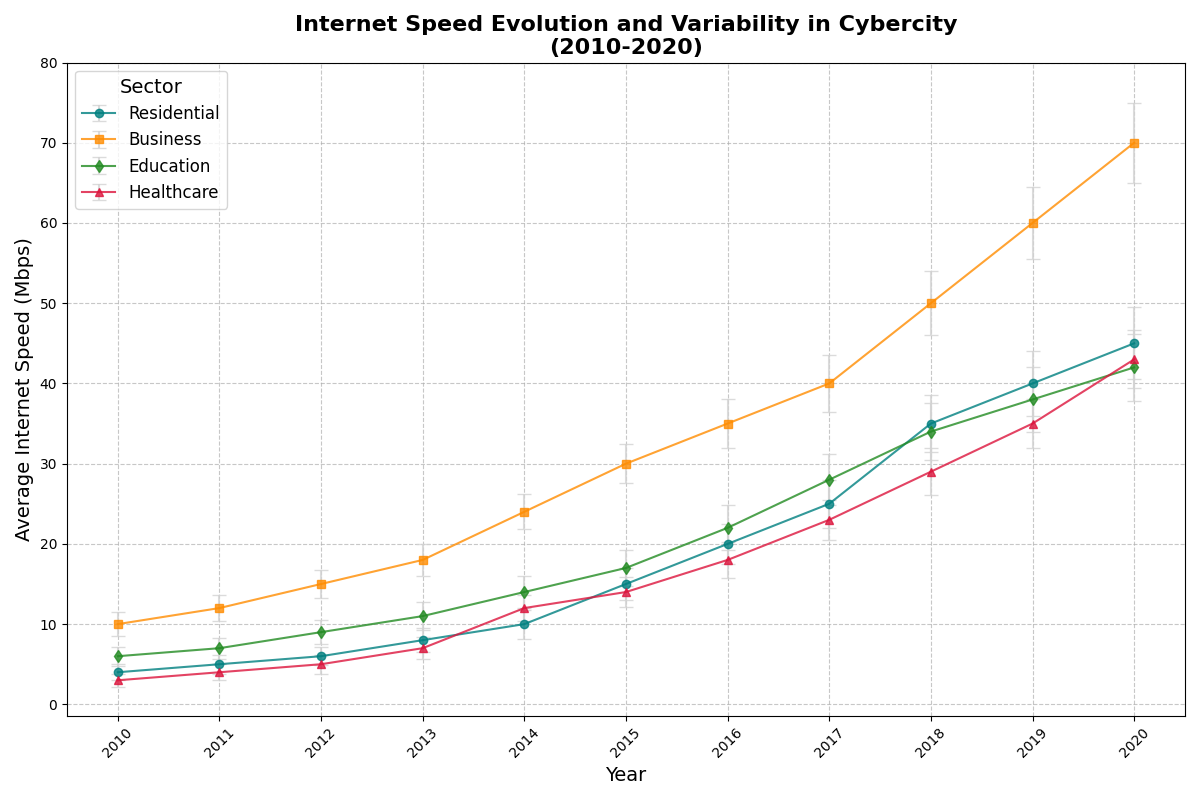 Internet Speed Evolution and Variability in Cybercity
(2010-2020)
Average Internet Speed (Mbps)
80
70
60
50
40
30
20
10
0
Sector
Residential
Business
Education
Healthcare
2010
2011
2012
2013
2014
2015
2016
2017
2018
2019
2020
Year